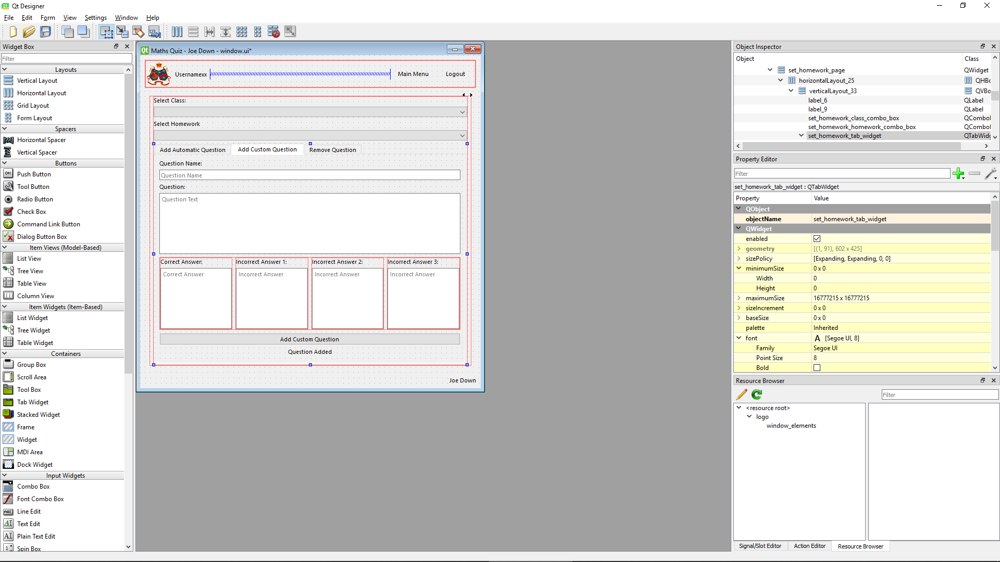 Qt Designer
File Edit Form View Settings Window Help
Widget Box
Filter
Layouts
Vertical Layout
Horizontal Layout
Grid Layout
Form Layout
Spacers
Horizontal Spacer
Vertical Spacer
Buttons
Push Button
Tool Button
Radio Button
Check Box
Command Link Button
Dialog Button Box
Item Views (Model-Based)
List View
Tree View
Table View
Column View
Item Widgets (Item-Based)
List Widget
Tree Widget
Table Widget
Containers
Group Box
Scroll Area
Tool Box
Tab Widget
Stacked Widget
Frame
Widget
MDI Area
Dock Widget
Input Widgets
Combo Box
Font Combo Box
Line Edit
Text Edit
Plain Text Edit
Spin Box
Maths Quiz - Joe Down - window.ui*
Usernamexx Main Menu Logout
Select Class:
Select Homework
Add Automatic Question Add Custom Question Remove Question
Question Name:
Question Name
Question:
Question Text
Correct Answer: Incorrect Answer 1: Incorrect Answer 2: Incorrect Answer 3:
Correct Answer Incorrect Answer Incorrect Answer Incorrect Answer
Add Custom Question
Question Added
Joe Down
Object Inspector
Object Class
set_homework_page QWidget
horizontalLayout_25 QHBo
verticalLayout_33 QVBo
label_6 QLabel
label_9 QLabel
set_homework_class_combo_box QCombol
set_homework_homework_combo_box QCombol
set_homework_tab_widget QTabWidg
Property Editor
Filter
set_homework_tab_widget : QTabWidget
Property Value
QObject
objectName set_homework_tab_widget
QWidget
enabled
geometry [(1, 91), 602 x 425]
sizePolicy [Expanding, Expanding, 0, 0]
minimumSize 0 x 0
Width 0
Height 0
maximumSize 16777215 x 16777215
sizeIncrement 0 x 0
baseSize 0 x 0
palette Inherited
font A [Segoe UI, 8]
Family Segoe UI
Point Size 8
Bold
Resource Browser
Filter
<resource root>
logo
window_elements
Signal/Slot Editor Action Editor Resource Browser